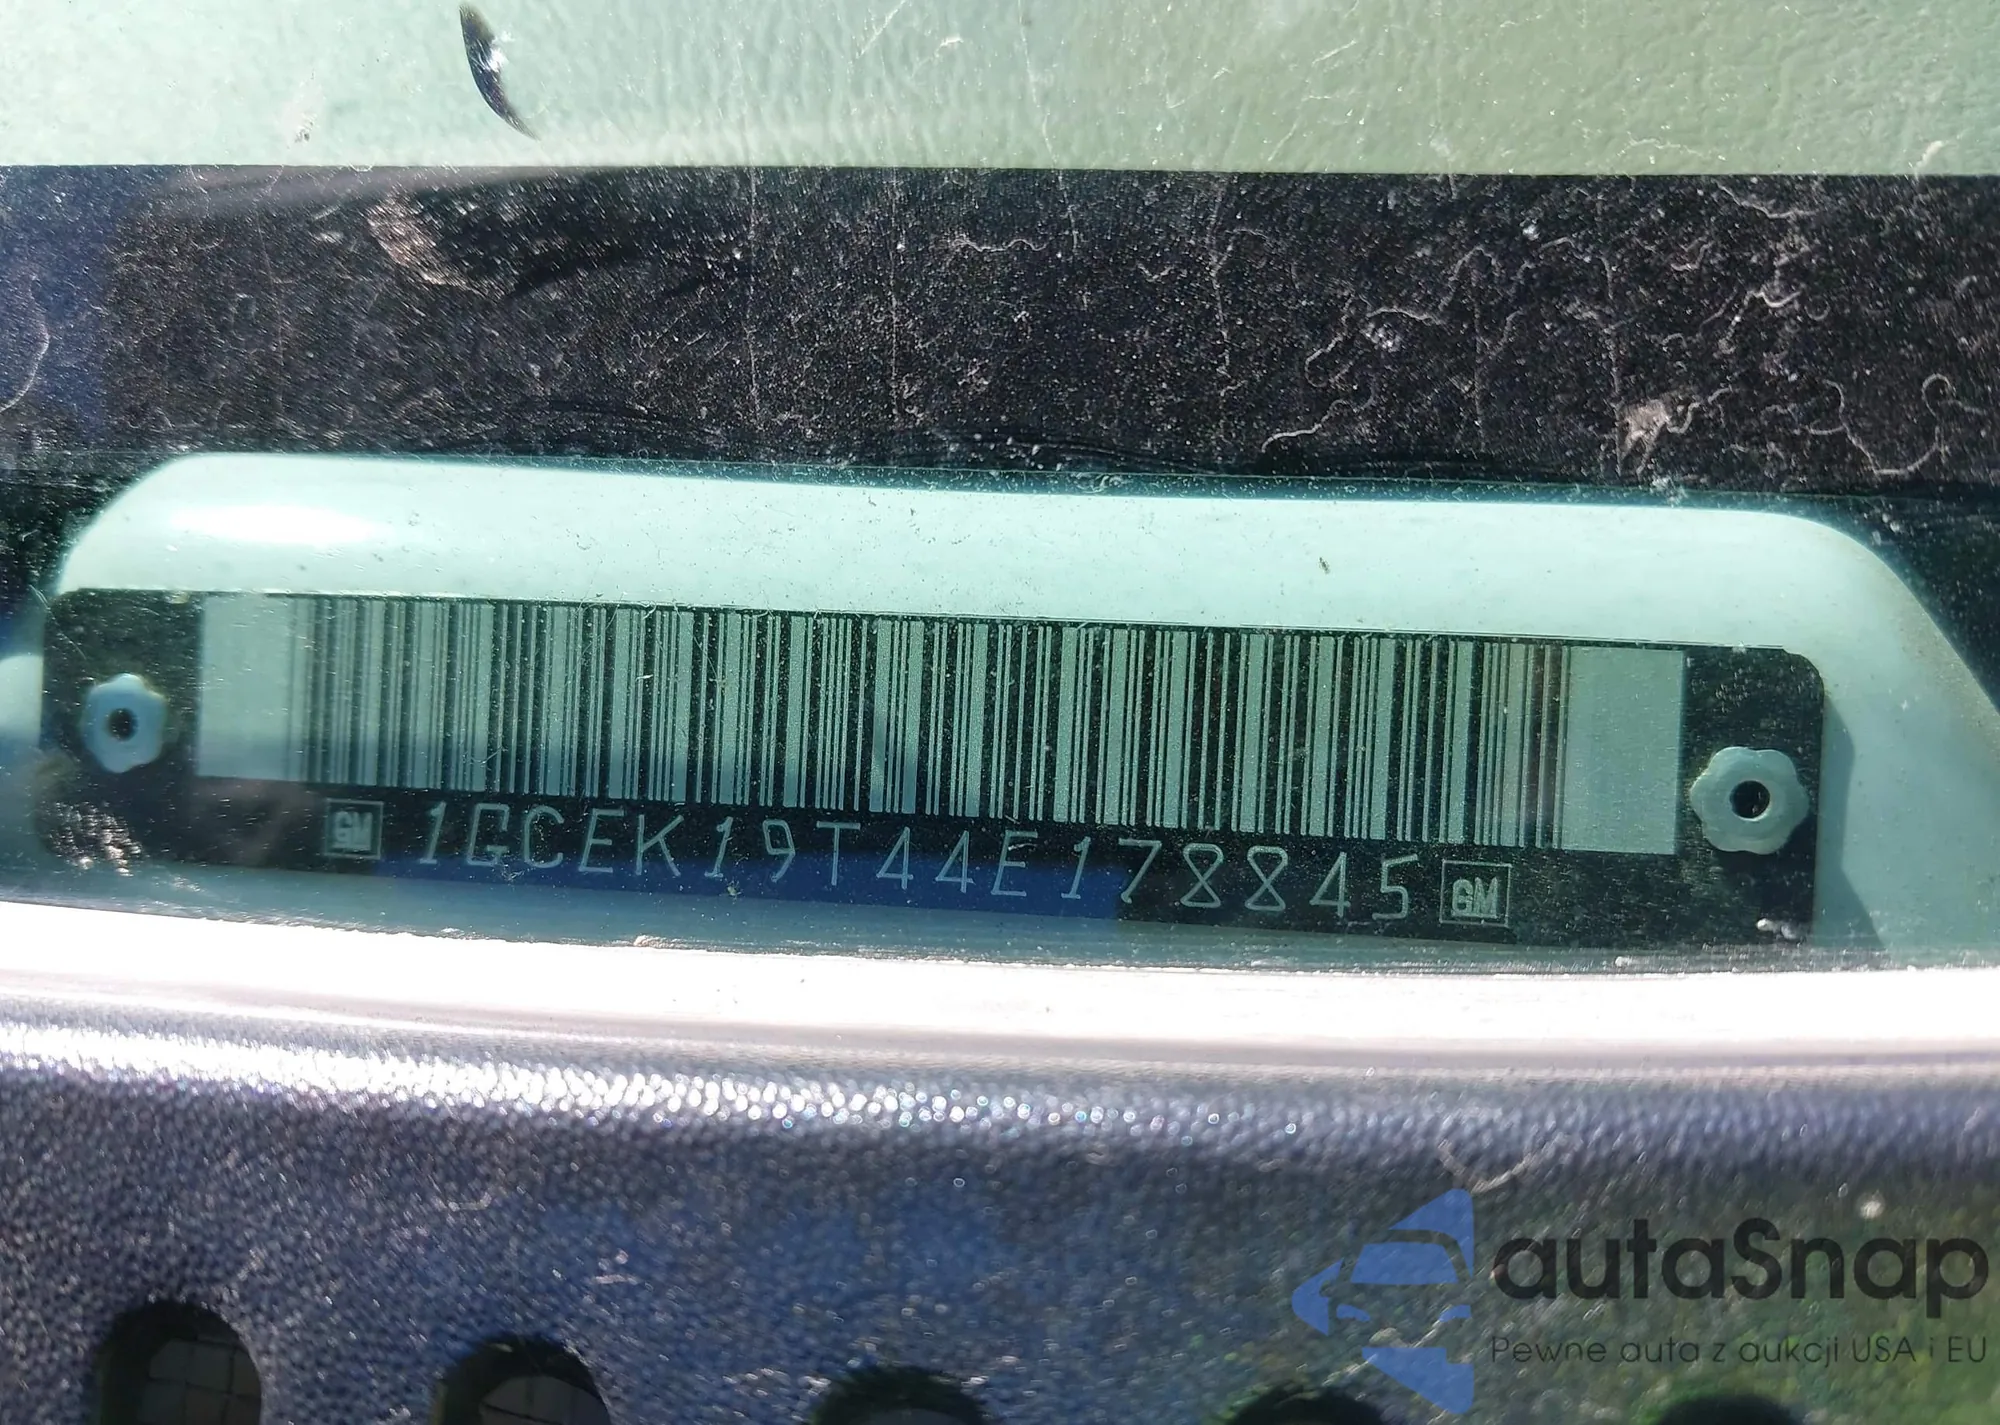 GM 1GCEK19T44E178845 GM
autaSnap
Pewne auta z aukcji USA i EU